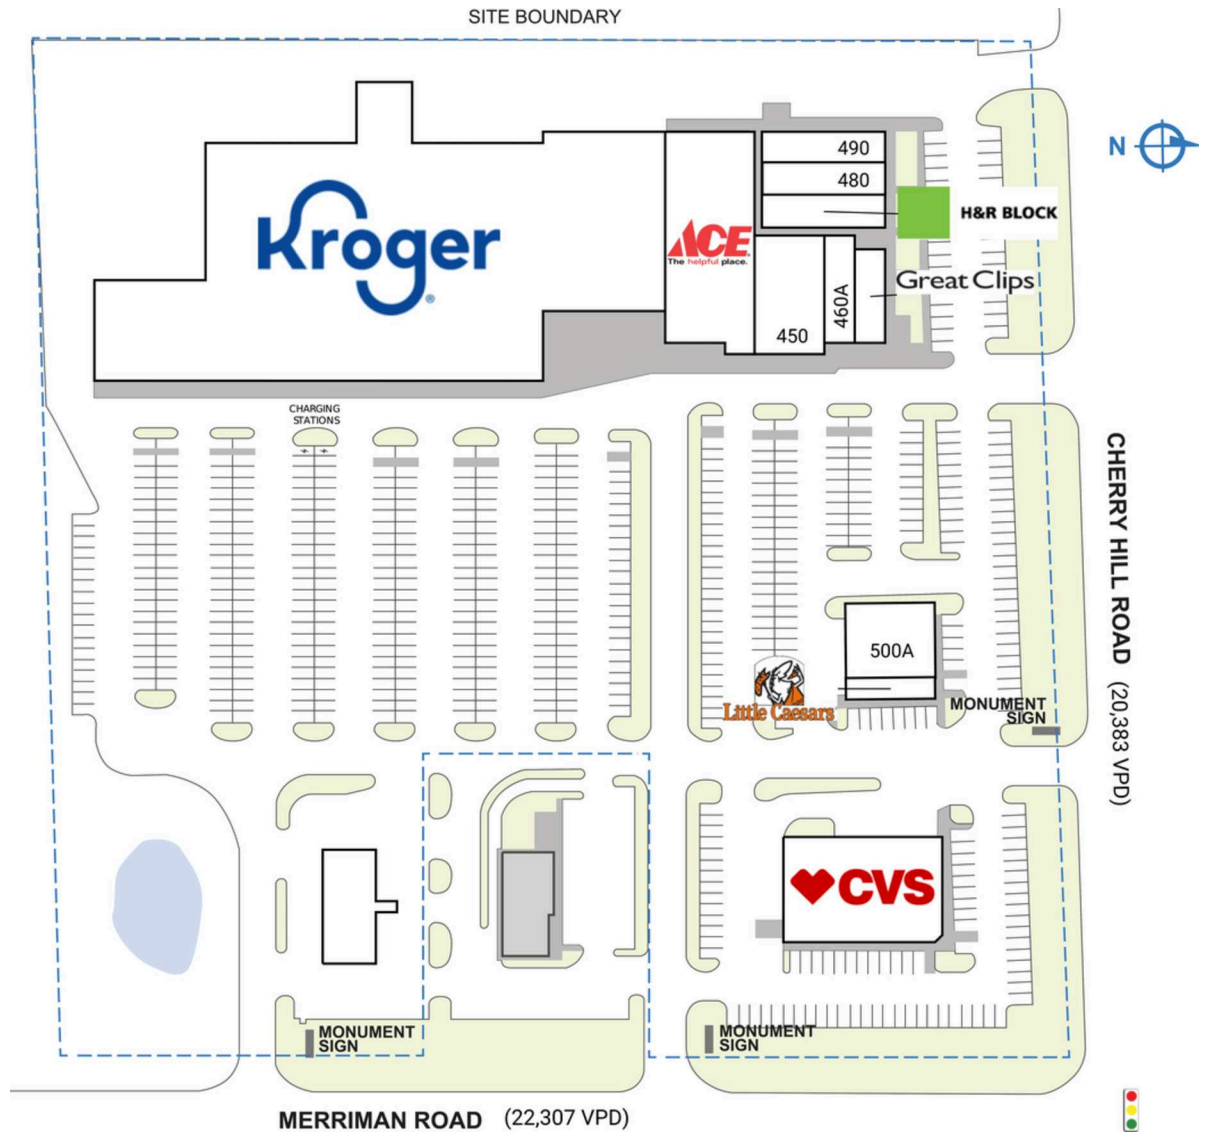 SITE BOUNDARY
N
490
480
H&R BLOCK
Kroger
®
ACE
The helpful place.
Great Clips
460A
450
CHARGING
STATIONS
CHERRY HILL ROAD (20,383 VPD)
500A
Little Caesars
MONUMENT
SIGN
CVS
MONUMENT
SIGN
MONUMENT
SIGN
MERRIMAN ROAD (22,307 VPD)